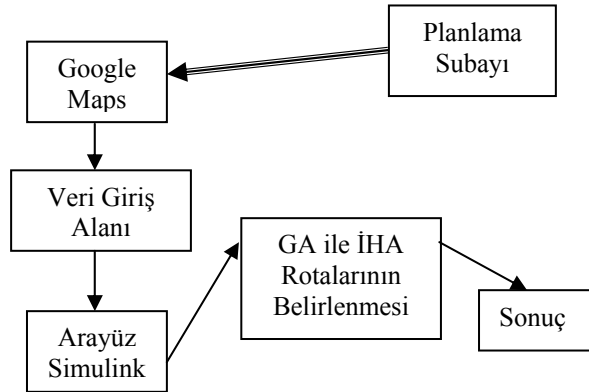 Planlama
Subayı
Google
Maps
Veri Giriş
Alanı
GA ile İHA
Rotalarının
Belirlenmesi
Arayüz
Simulink
Sonuç